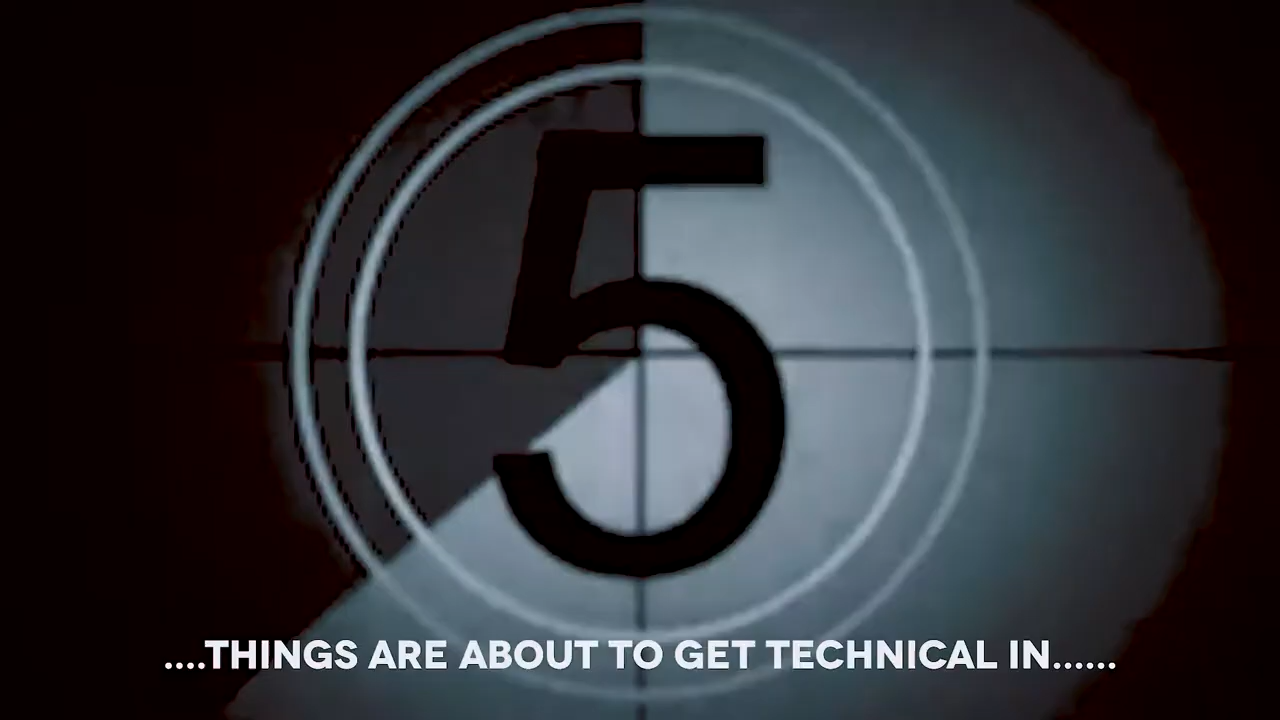 5
....THINGS ARE ABOUT TO GET TECHNICAL IN......